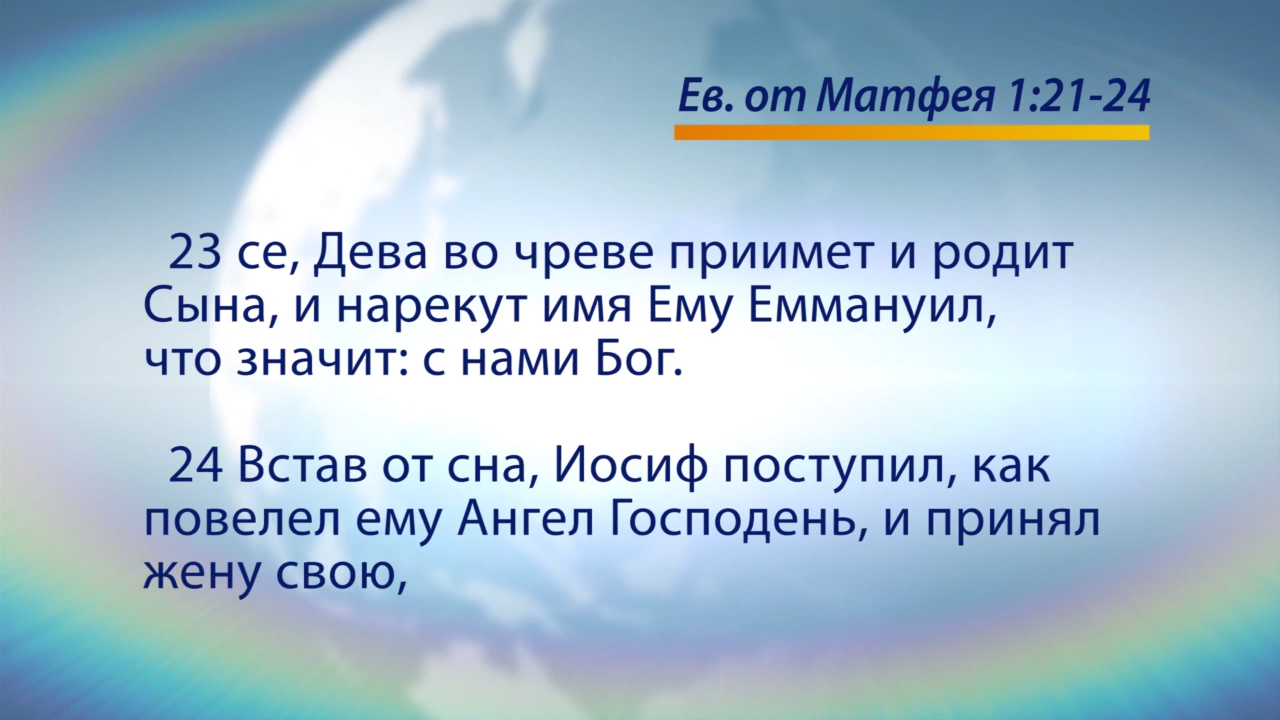 Ев. от Матфея 1:21-24
23 се, Дева во чреве приимет и родит
Сына, и нарекут имя Ему Еммануил,
что значит: с нами Бог.
24 Встав от сна, Иосиф поступил, как
повелел ему Ангел Господень, и принял
жену свою,